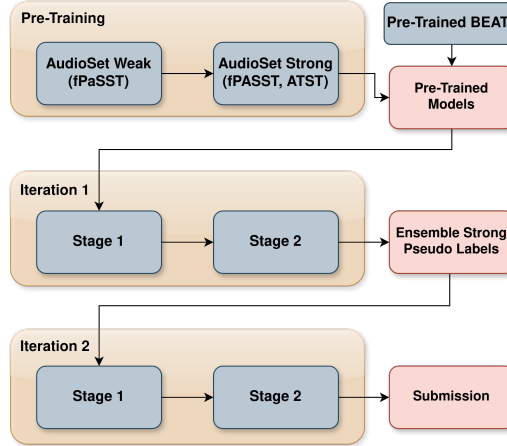 Pre-Training
Pre-Trained BEAT
AudioSet Weak
(fPaSST)
AudioSet Strong
(fPASST, ATST)
Pre-Trained
Models
Iteration 1
Stage 1
Stage 2
Ensemble Strong
Pseudo Labels
Iteration 2
Stage 1
Stage 2
Submission